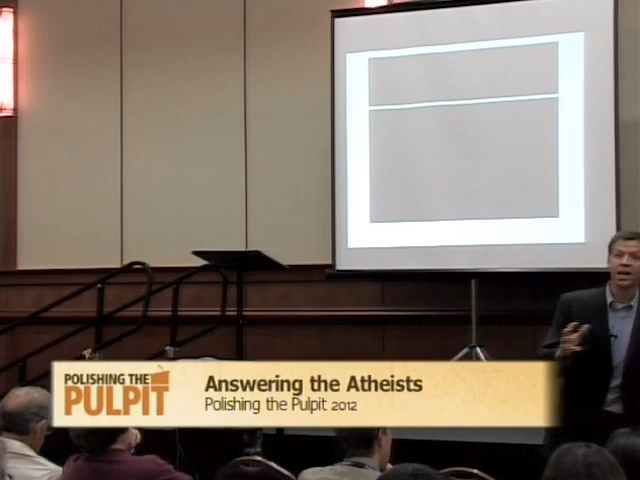 POLISHING THE
PULPIT
Answering the Atheists
Polishing the Pulpit 2012